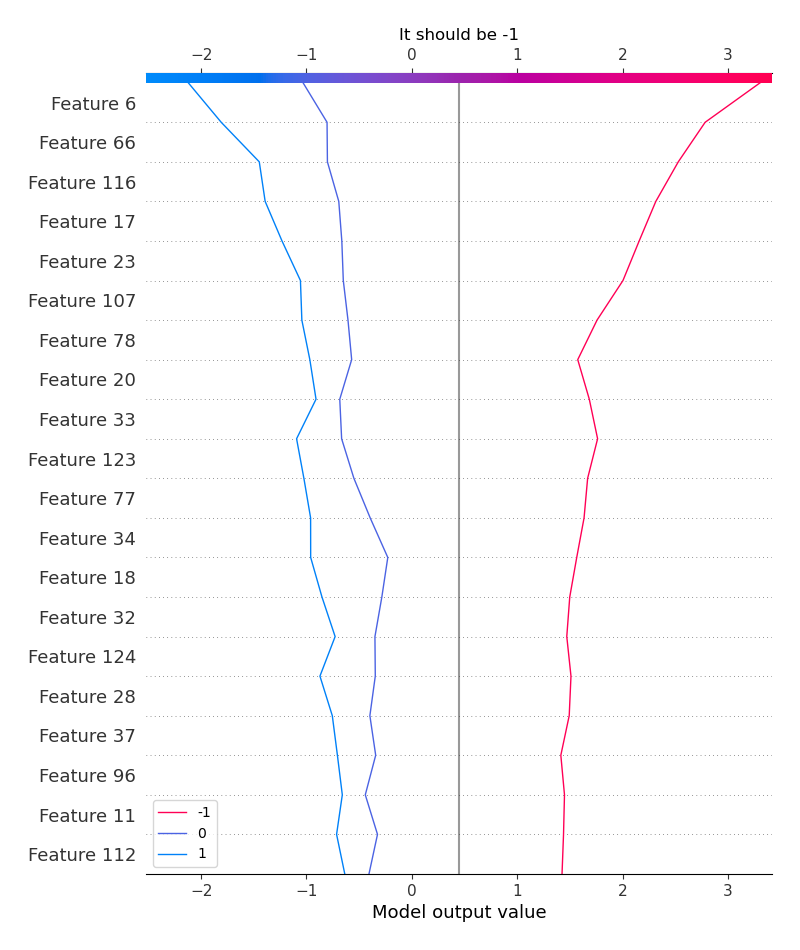 It should be -1
−2 −1 0 1 2 3
Feature 6
Feature 66
Feature 116
Feature 17
Feature 23
Feature 107
Feature 78
Feature 20
Feature 33
Feature 123
Feature 77
Feature 34
Feature 18
Feature 32
Feature 124
Feature 28
Feature 37
Feature 96
Feature 11
Feature 112
-1
0
1
−2 −1 0 1 2 3
Model output value